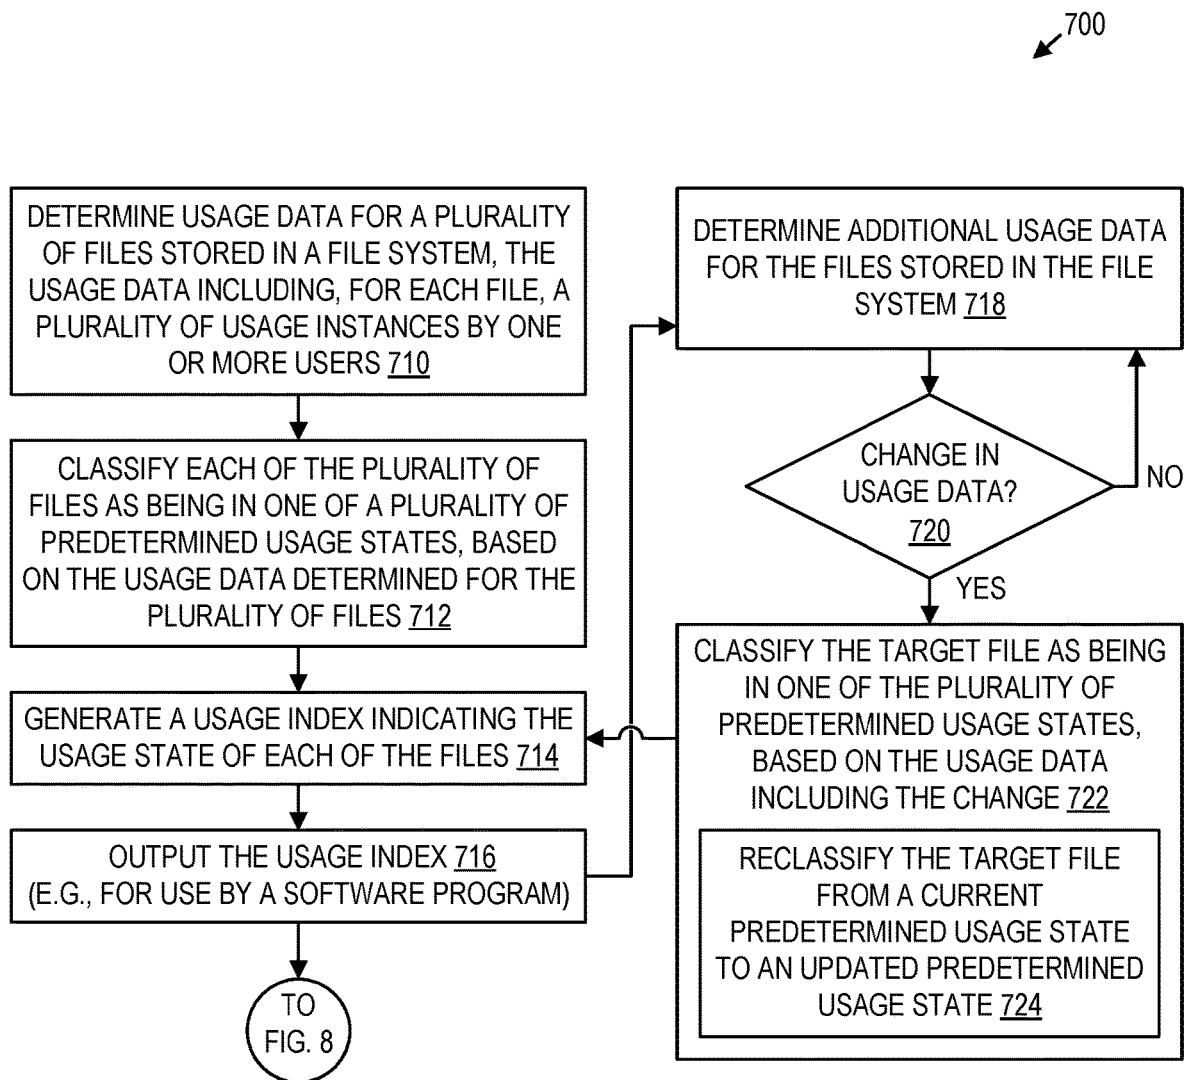 700
DETERMINE USAGE DATA FOR A PLURALITY
OF FILES STORED IN A FILE SYSTEM, THE
USAGE DATA INCLUDING, FOR EACH FILE, A
PLURALITY OF USAGE INSTANCES BY ONE
OR MORE USERS 710
CLASSIFY EACH OF THE PLURALITY OF
FILES AS BEING IN ONE OF A PLURALITY OF
PREDETERMINED USAGE STATES, BASED
ON THE USAGE DATA DETERMINED FOR THE
PLURALITY OF FILES 712
GENERATE A USAGE INDEX INDICATING THE
USAGE STATE OF EACH OF THE FILES 714
OUTPUT THE USAGE INDEX 716
(E.G., FOR USE BY A SOFTWARE PROGRAM)
TO
FIG. 8
DETERMINE ADDITIONAL USAGE DATA
FOR THE FILES STORED IN THE FILE
SYSTEM 718
CHANGE IN
USAGE DATA?
720
NO
YES
CLASSIFY THE TARGET FILE AS BEING
IN ONE OF THE PLURALITY OF
PREDETERMINED USAGE STATES,
BASED ON THE USAGE DATA
INCLUDING THE CHANGE 722
RECLASSIFY THE TARGET FILE
FROM A CURRENT
PREDETERMINED USAGE STATE
TO AN UPDATED PREDETERMINED
USAGE STATE 724